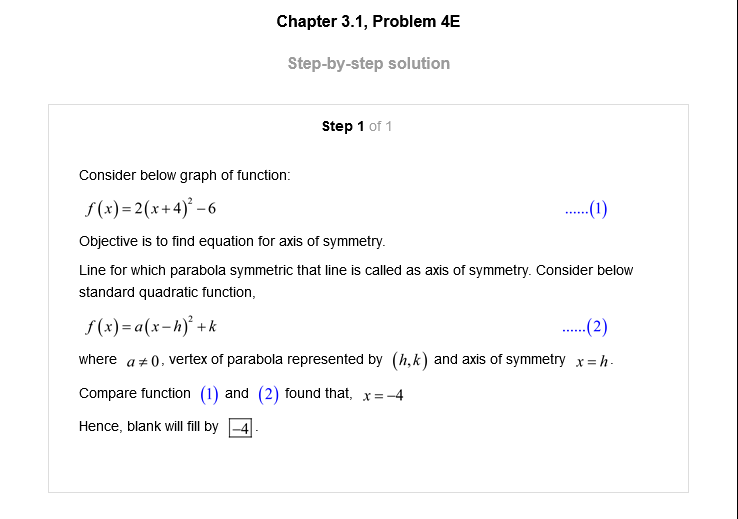 Chapter 3.1, Problem 4E
Step-by-step solution
Step 1 of 1
Consider below graph of function:
f(x)=2(x+4)²−6 ......(1)
Objective is to find equation for axis of symmetry.
Line for which parabola symmetric that line is called as axis of symmetry. Consider below
standard quadratic function,
f(x)=a(x−h)²+k ......(2)
where a≠0, vertex of parabola represented by (h,k) and axis of symmetry x=h.
Compare function (1) and (2) found that, x=−4
Hence, blank will fill by −4.